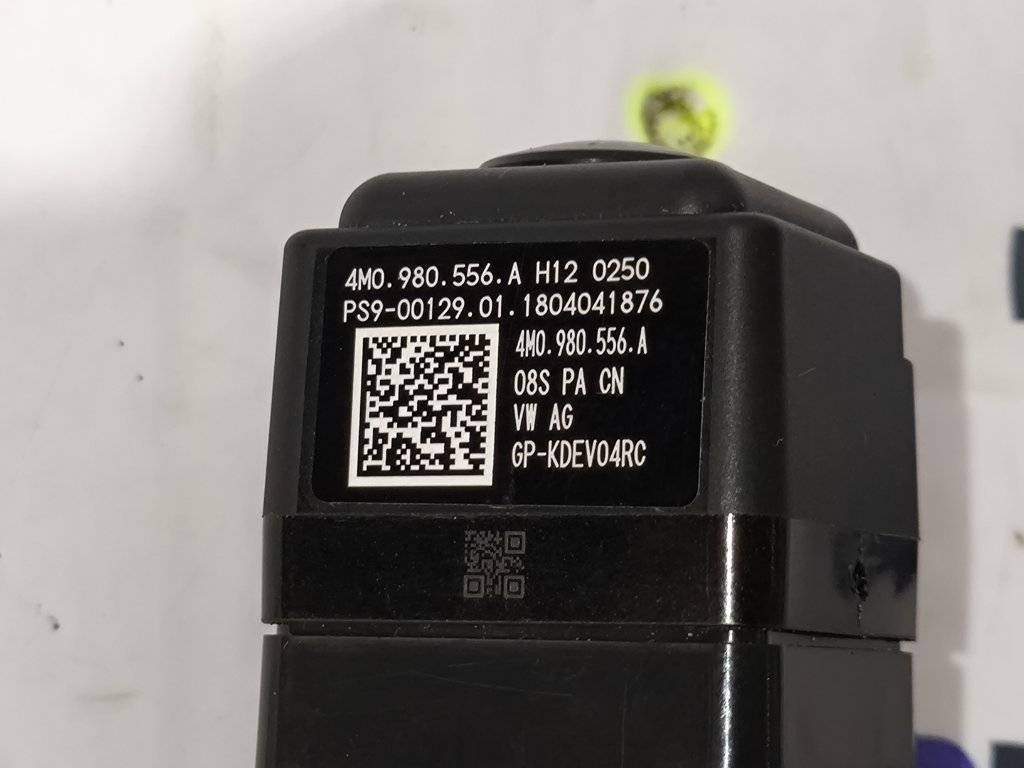 4M0.980.556.A H12 0250
PS9-00129.01.1804041876
4M0.980.556.A
08S PA CN
VW AG
GP-KDEV04RC